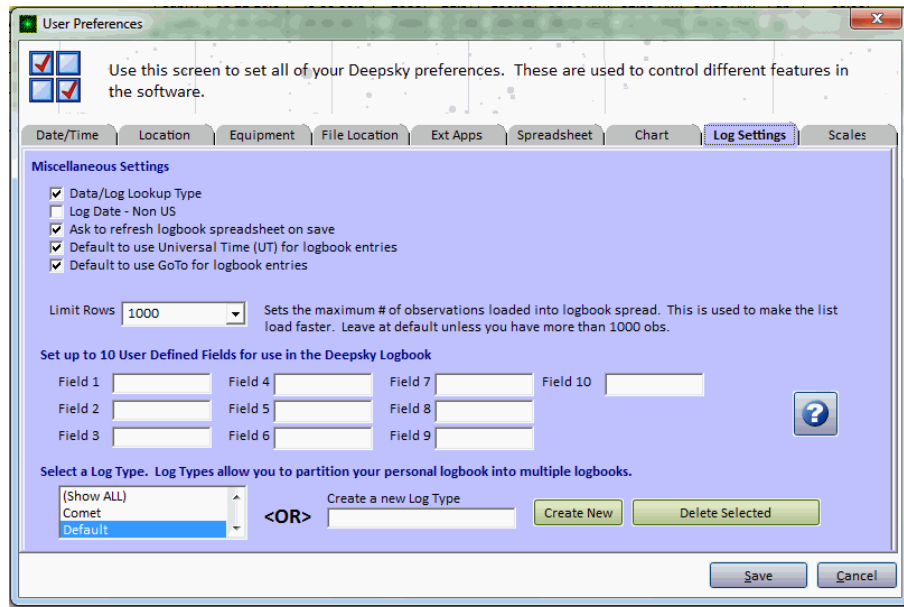 User Preferences
Use this screen to set all of your Deepsky preferences. These are used to control different features in
the software.
Date/Time Location Equipment File Location Ext Apps Spreadsheet Chart Log Settings Scales
Miscellaneous Settings
Data/Log Lookup Type
Log Date - Non US
Ask to refresh logbook spreadsheet on save
Default to use Universal Time (UT) for logbook entries
Default to use GoTo for logbook entries
Limit Rows 1000 Sets the maximum # of observations loaded into logbook spread. This is used to make the list
load faster. Leave at default unless you have more than 1000 obs.
Set up to 10 User Defined Fields for use in the Deepsky Logbook
Field 1 Field 4 Field 7 Field 10
Field 2 Field 5 Field 8
Field 3 Field 6 Field 9
?
Select a Log Type. Log Types allow you to partition your personal logbook into multiple logbooks.
(Show ALL)
Comet
Default
<OR>
Create a new Log Type
Create New Delete Selected
Save Cancel